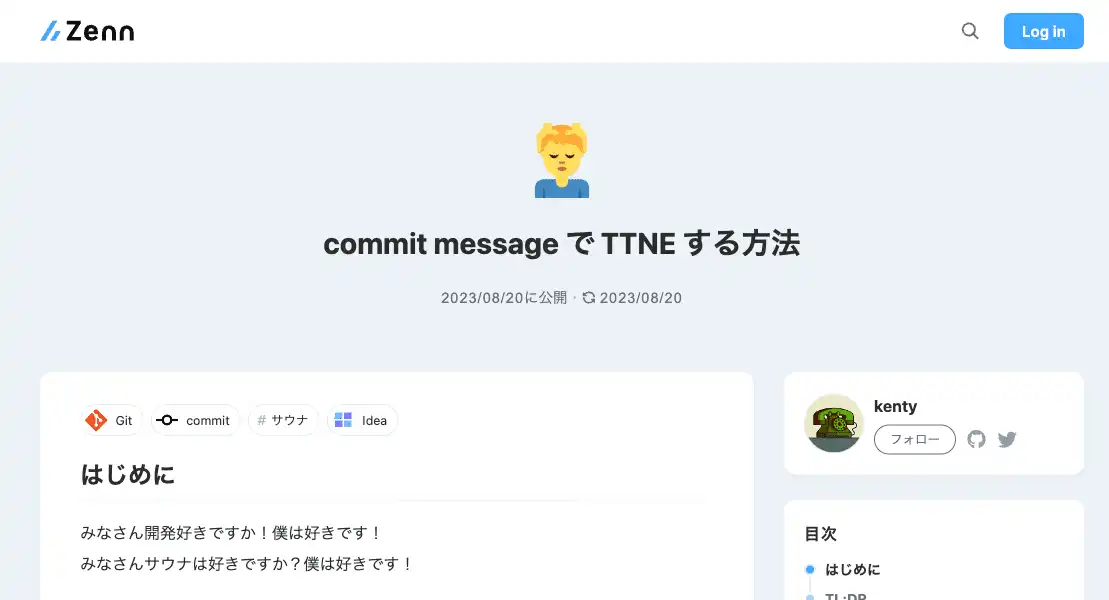 Zenn
Log in
commit message で TTNE する方法
2023/08/20に公開 · 2023/08/20
Git commit # サウナ Idea
はじめに
みなさん開発好きですか！僕は好きです！
みなさんサウナは好きですか？僕は好きです！
kenty
フォロー
目次
はじめに
TL;DR